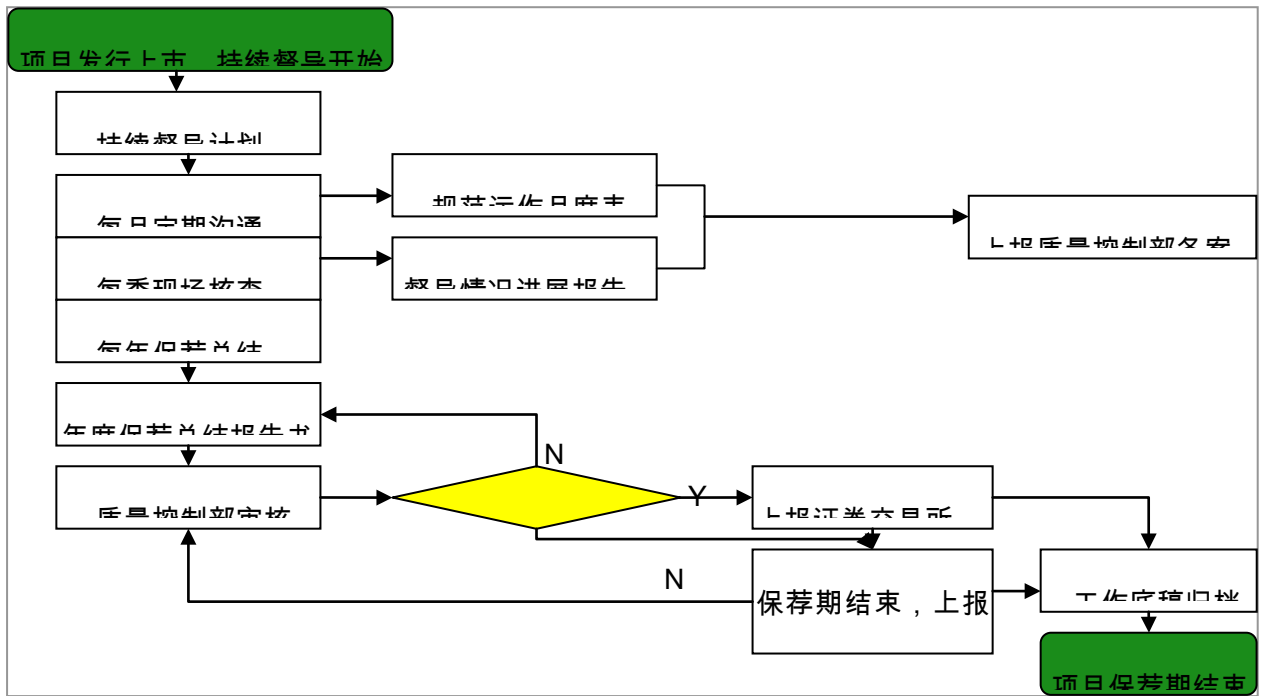 项目发行上市，持续督导开始
持续督导计划
每月定期沟通
规范运作月度表
上报质量控制部备案
每季现场核查
督导情况进展报告
每年保荐总结
年度保荐总结报告书
N
质量控制部审核
Y
上报证券交易所
N
保荐期结束，上报
工作底稿归档
项目保荐期结束